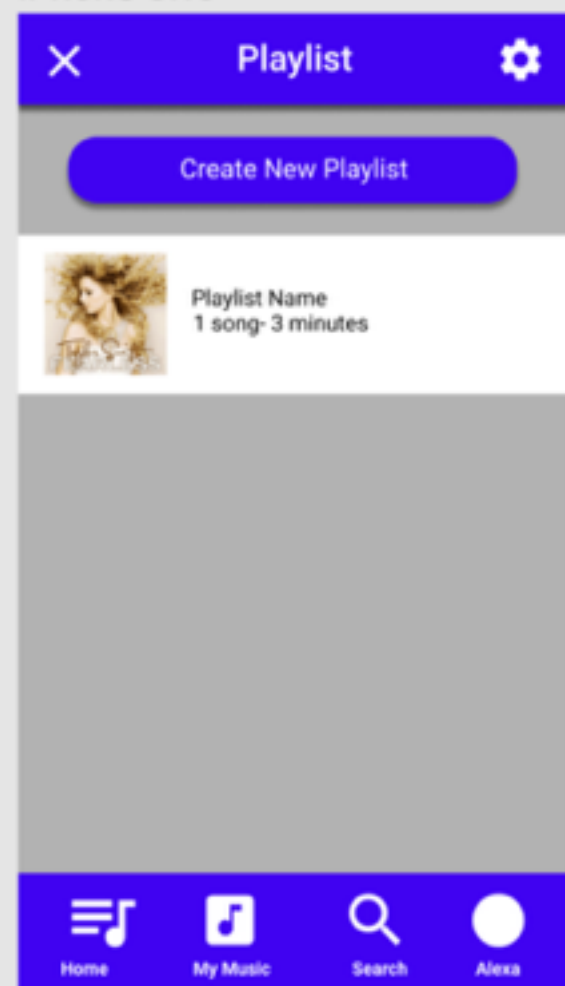 Playlist
Create New Playlist
Playlist Name
1 song- 3 minutes
Home
My Music
Search
Alexa